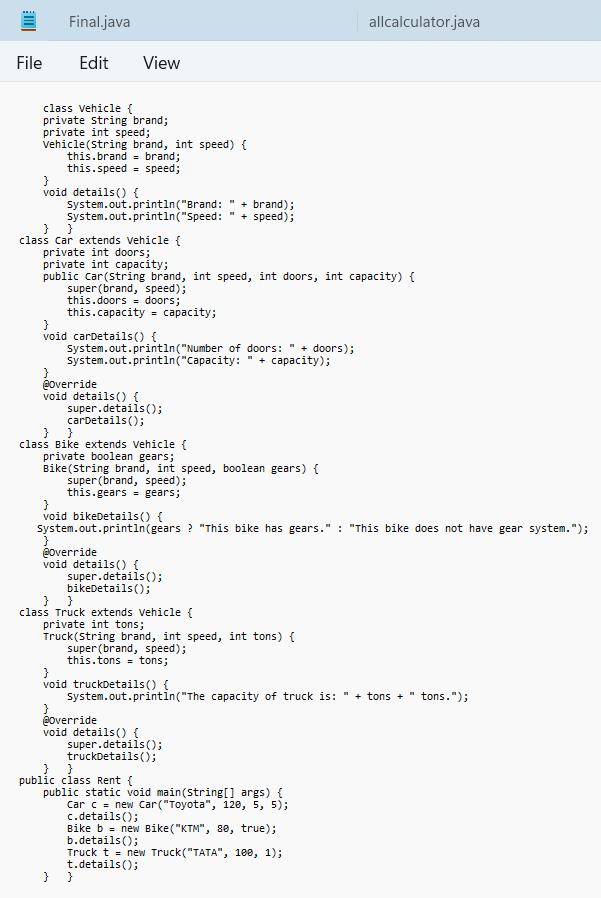 Final.java
allcalculator.java
File Edit View
class Vehicle {
private String brand;
private int speed;
Vehicle(String brand, int speed) {
this.brand = brand;
this.speed = speed;
}
void details() {
System.out.println("Brand: " + brand);
System.out.println("Speed: " + speed);
} }
class Car extends Vehicle {
private int doors;
private int capacity;
public Car(String brand, int speed, int doors, int capacity) {
super(brand, speed);
this.doors = doors;
this.capacity = capacity;
}
void carDetails() {
System.out.println("Number of doors: " + doors);
System.out.println("Capacity: " + capacity);
}
@Override
void details() {
super.details();
carDetails();
} }
class Bike extends Vehicle {
private boolean gears;
Bike(String brand, int speed, boolean gears) {
super(brand, speed);
this.gears = gears;
}
void bikeDetails() {
System.out.println(gears ? "This bike has gears." : "This bike does not have gear system.");
}
@Override
void details() {
super.details();
bikeDetails();
} }
class Truck extends Vehicle {
private int tons;
Truck(String brand, int speed, int tons) {
super(brand, speed);
this.tons = tons;
}
void truckDetails() {
System.out.println("The capacity of truck is: " + tons + " tons.");
}
@Override
void details() {
super.details();
truckDetails();
} }
public class Rent {
public static void main(String[] args) {
Car c = new Car("Toyota", 120, 5, 5);
c.details();
Bike b = new Bike("KTM", 80, true);
b.details();
Truck t = new Truck("TATA", 100, 1);
t.details();
} }